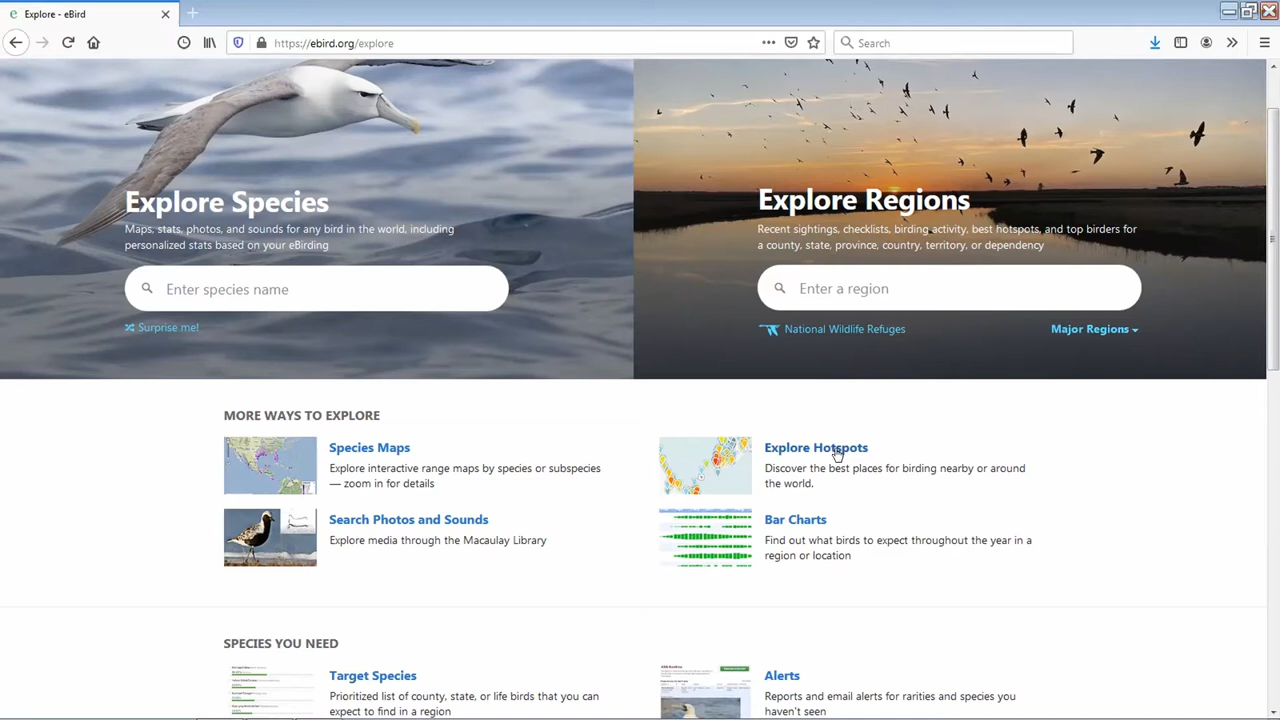 Explore - eBird
https://ebird.org/explore
Search
Explore Species
Maps, stats, photos, and sounds for any bird in the world, including
personalized stats based on your eBirding
Enter species name
Surprise me!
Explore Regions
Recent sightings, checklists, birding activity, best hotspots, and top birders for
a county, state, province, country, territory, or dependency
Enter a region
National Wildlife Refuges
Major Regions
MORE WAYS TO EXPLORE
Species Maps
Explore interactive range maps by species or subspecies
— zoom in for details
Explore Hotspots
Discover the best places for birding nearby or around
the world.
Search Photos and Sounds
Explore media through the Macaulay Library
Bar Charts
Find out what birds to expect throughout the year in a
region or location
SPECIES YOU NEED
Target Species
Prioritized list of county, state, or life birds that you can
expect to find in a region
Alerts
Reports and email alerts for rarities and species you
haven't seen